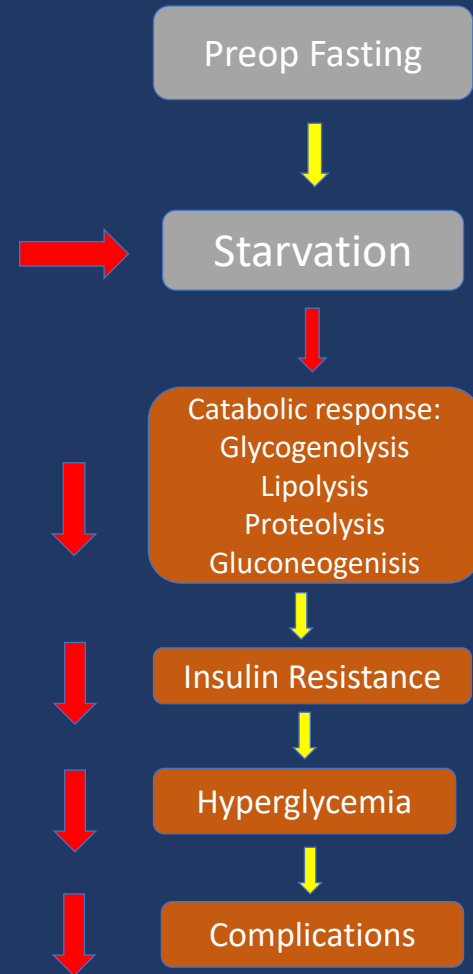 Preop Fasting
Starvation
Catabolic response:
Glycogenolysis
Lipolysis
Proteolysis
Gluconeogenisis
Insulin Resistance
Hyperglycemia
Complications